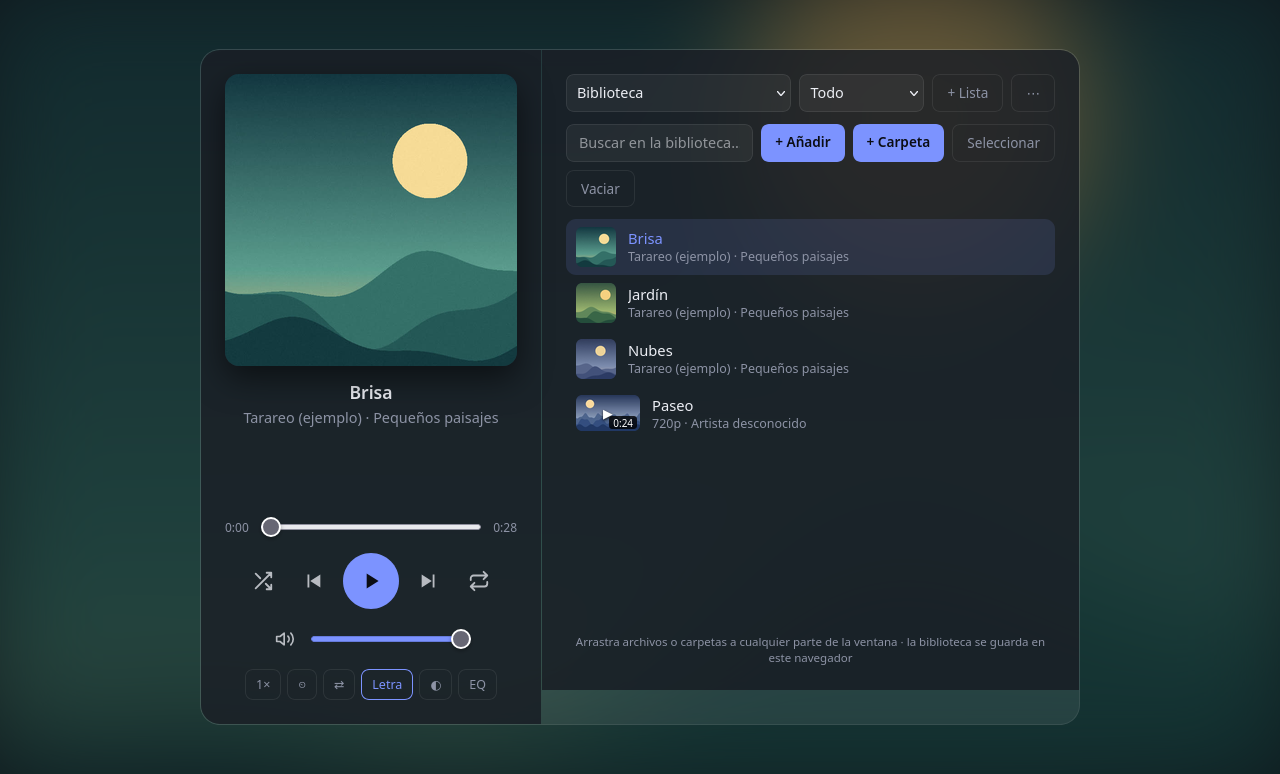 Brisa
Tarareo (ejemplo) · Pequeños paisajes
0:00
0:28
1×
Letra
EQ
Biblioteca
Todo
+ Lista
···
Buscar en la biblioteca..
+ Añadir
+ Carpeta
Seleccionar
Vaciar
Brisa
Tarareo (ejemplo) · Pequeños paisajes
Jardín
Tarareo (ejemplo) · Pequeños paisajes
Nubes
Tarareo (ejemplo) · Pequeños paisajes
0:24
Paseo
720p · Artista desconocido
Arrastra archivos o carpetas a cualquier parte de la ventana · la biblioteca se guarda en
este navegador